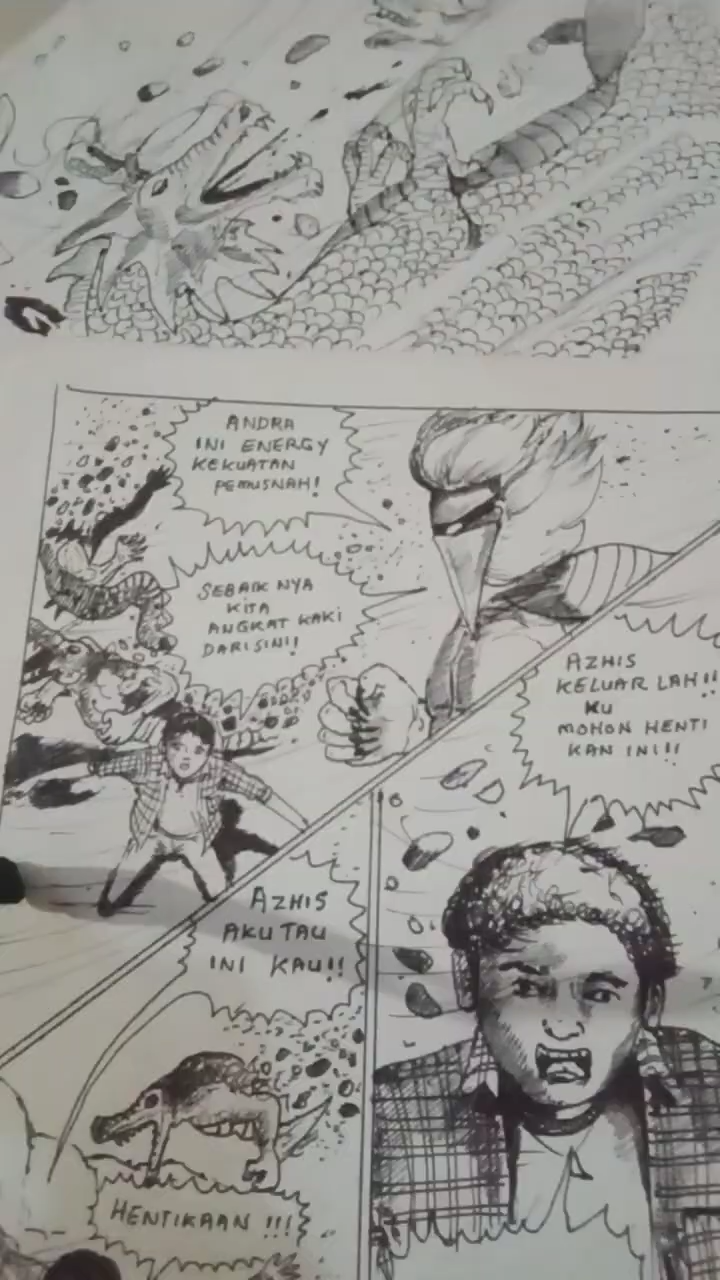 ANDRA
INI ENERGY
KEKUATAN
PEMUSNAH!
SEBAIK NYA
KITA
ANGKAT KAKI
DARISINI!!
AZHIS
KELUAR LAH!!
KU
MOHON HENTI
KAN INI!!!
AZHIS
AKU TAU
INI KAU!!
HENTIKAAN !!!